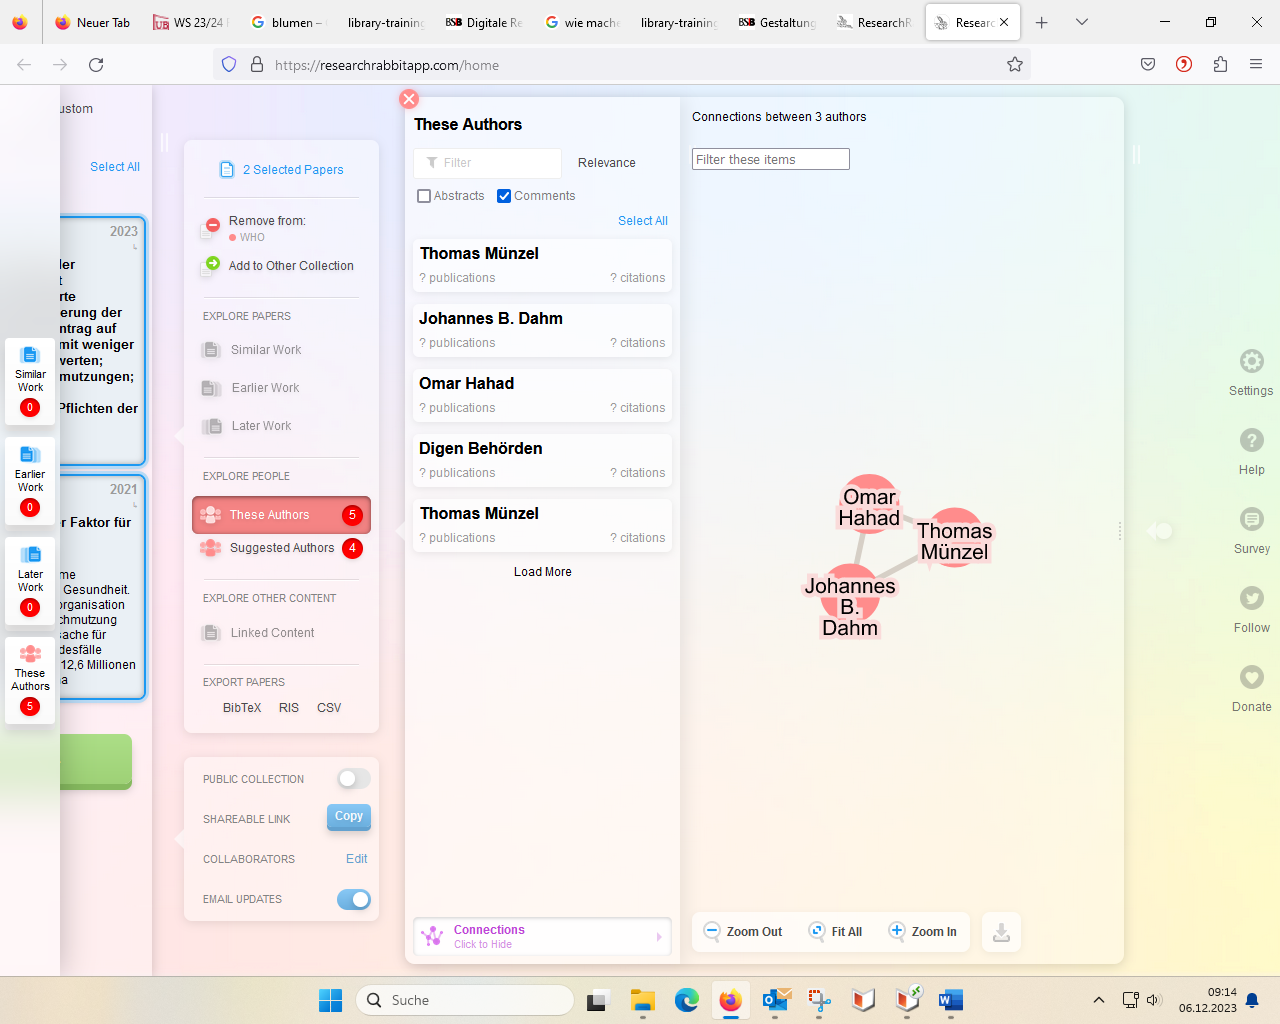 Neuer Tab
WS 23/24
blumen –
library-training
Digitale Re
wie mache
library-training
Gestaltung
ResearchR
Researc
https://researchrabbitapp.com/home
ustom
Select All
2023
der
t
rte
erung der
ntrag auf
mit weniger
werten;
mutzungen;
Pflichten der
2021
er Faktor für
me
Gesundheit.
organisation
chmutzung
sache für
desfälle
12,6 Millionen
na
Similar
Work
0
Earlier
Work
0
Later
Work
0
These
Authors
5
2 Selected Papers
Remove from:
WHO
Add to Other Collection
EXPLORE PAPERS
Similar Work
Earlier Work
Later Work
EXPLORE PEOPLE
These Authors 5
Suggested Authors 4
EXPLORE OTHER CONTENT
Linked Content
EXPORT PAPERS
BibTeX RIS CSV
PUBLIC COLLECTION
SHAREABLE LINK Copy
COLLABORATORS Edit
EMAIL UPDATES
These Authors
Filter Relevance
Abstracts Comments
Select All
Thomas Münzel
? publications ? citations
Johannes B. Dahm
? publications ? citations
Omar Hahad
? publications ? citations
Digen Behörden
? publications ? citations
Thomas Münzel
? publications ? citations
Load More
Connections
Click to Hide
Connections between 3 authors
Filter these items
Omar
Hahad
Thomas
Münzel
Johannes
B.
Dahm
Zoom Out Fit All Zoom In
Settings
Help
Survey
Follow
Donate
Suche
09:14
06.12.2023